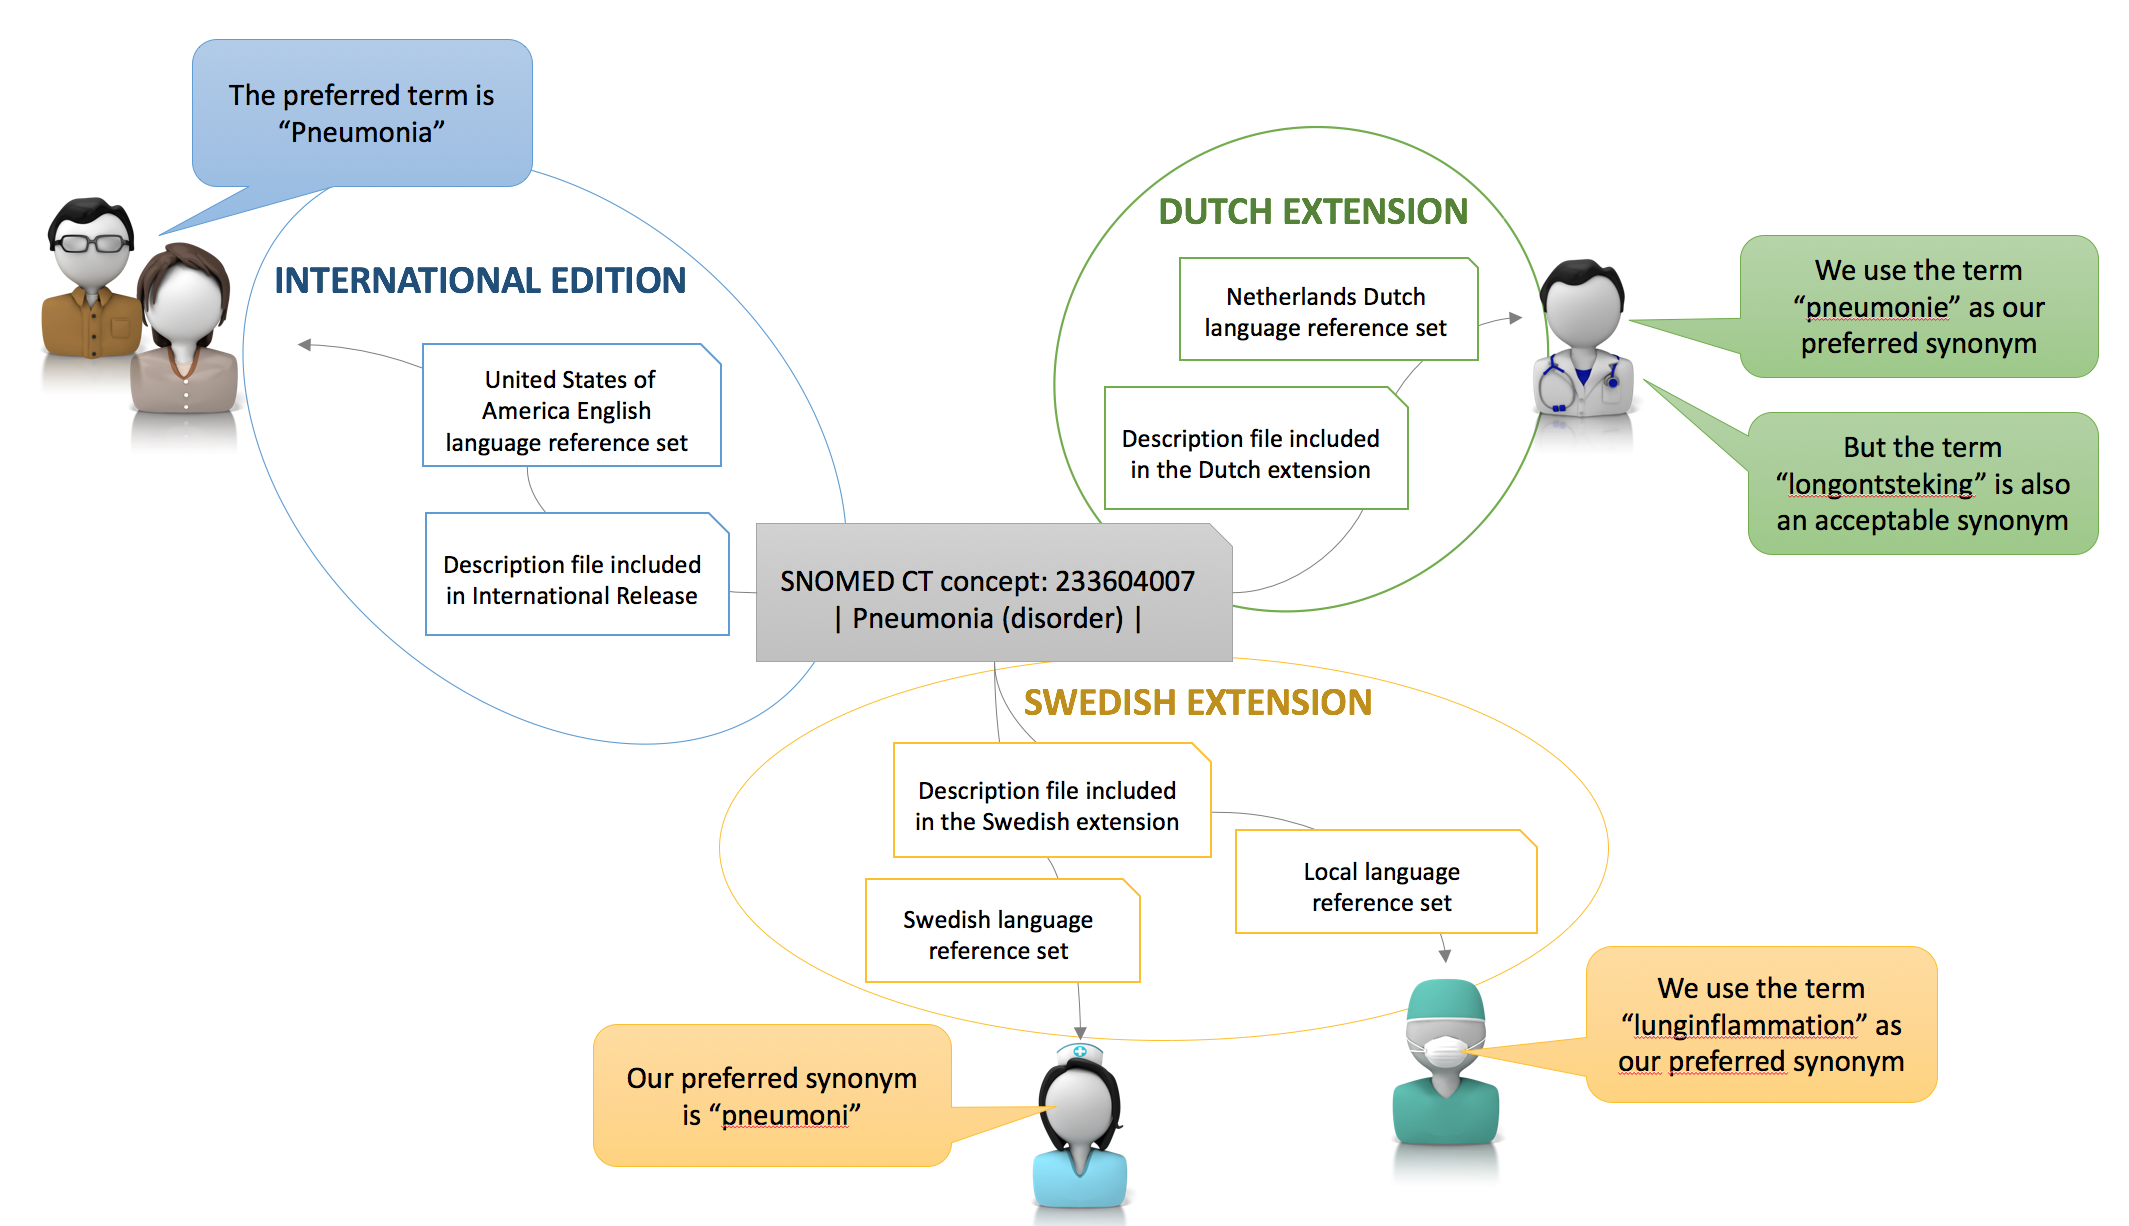 The preferred term is
“Pneumonia”
INTERNATIONAL EDITION
United States of
America English
language reference set
Description file included
in International Release
SNOMED CT concept: 233604007
| Pneumonia (disorder) |
DUTCH EXTENSION
Netherlands Dutch
language reference set
Description file included
in the Dutch extension
We use the term
“pneumonie” as our
preferred synonym
But the term
“longontsteking” is also
an acceptable synonym
SWEDISH EXTENSION
Description file included
in the Swedish extension
Swedish language
reference set
Local language
reference set
Our preferred synonym
is “pneumoni”
We use the term
“lunginflammation” as
our preferred synonym